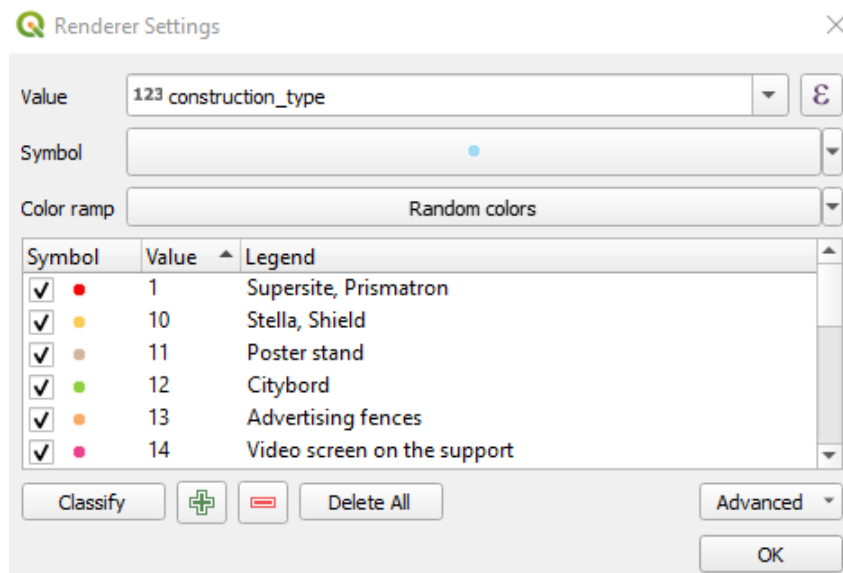 Renderer Settings
Value 123 construction_type ε
Symbol
Color ramp Random colors
Symbol Value Legend
1 Supersite, Prismatron
10 Stella, Shield
11 Poster stand
12 Citybord
13 Advertising fences
14 Video screen on the support
Classify Delete All Advanced
OK